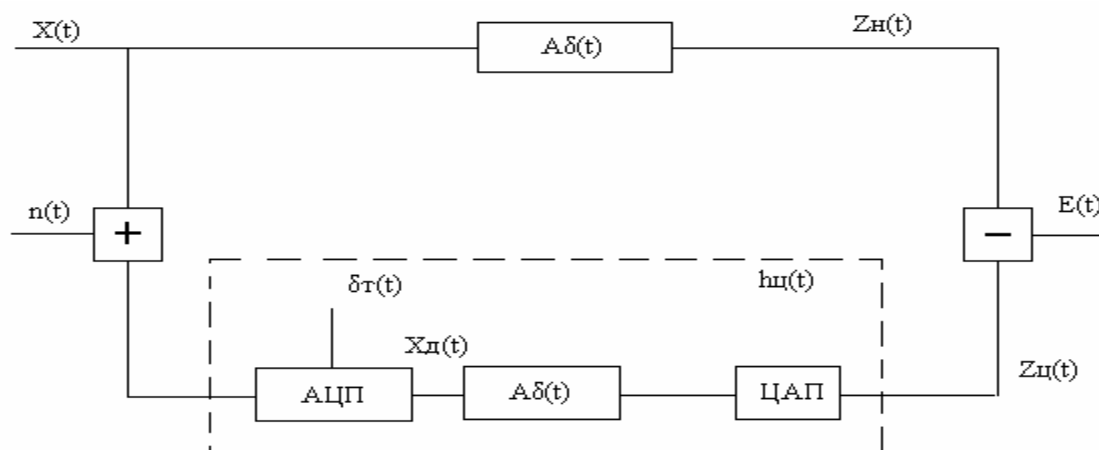 X(t)
Aδ(t)
Zн(t)
n(t)
+
−
E(t)
δт(t)
hц(t)
Xд(t)
АЦП
Aδ(t)
ЦАП
Zц(t)